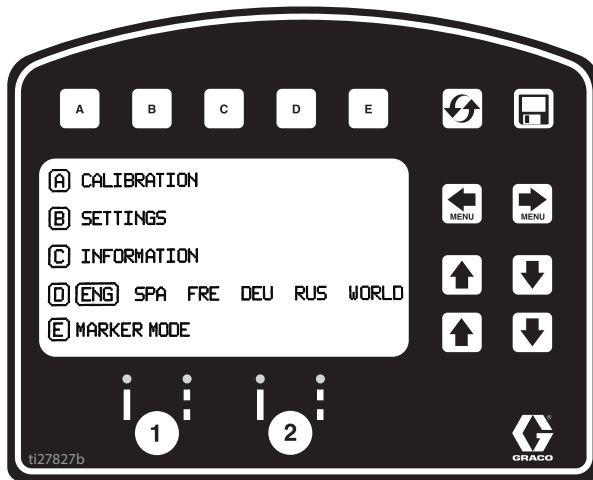 A B C D E
A CALIBRATION
B SETTINGS
C INFORMATION
D ENG SPA FRE DEU RUS WORLD
E MARKER MODE
MENU MENU
1 2
ti27827b
GRACO